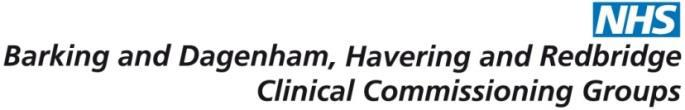 NHS
Barking and Dagenham, Havering and Redbridge
Clinical Commissioning Groups